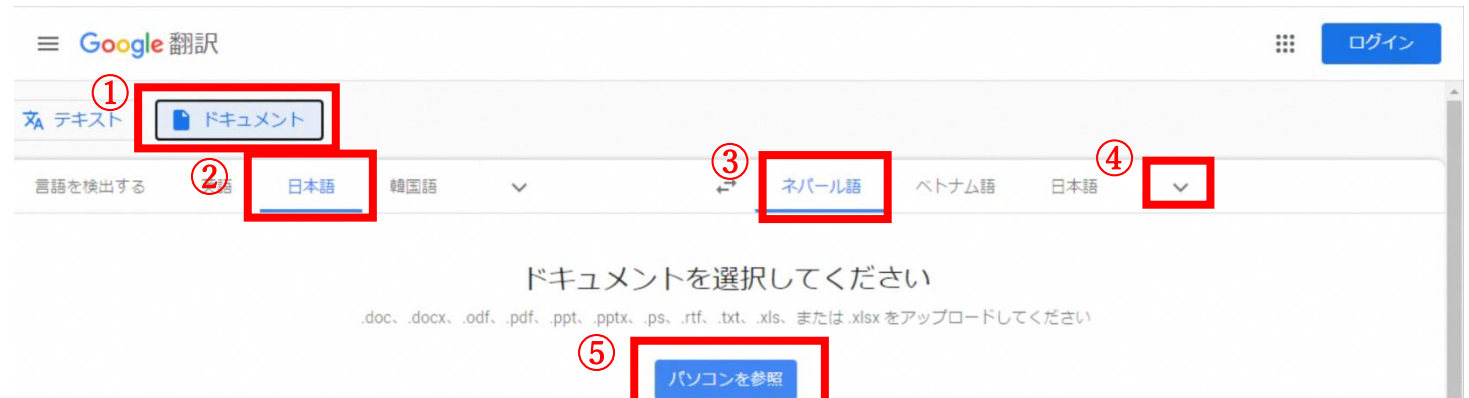 Google 翻訳
ログイン
①
テキスト
ドキュメント
②
③
④
言語を検出する 英語 日本語 韓国語 ネパール語 ベトナム語 日本語
ドキュメントを選択してください
.doc、.docx、.odf、.pdf、.ppt、.pptx、.ps、.rtf、.txt、.xls、または .xlsx をアップロードしてください
⑤
パソコンを参照